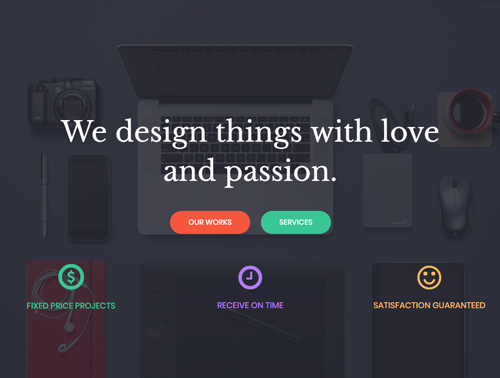 We design things with love
and passion.
OUR WORKS
SERVICES
FIXED PRICE PROJECTS
RECEIVE ON TIME
SATISFACTION GUARANTEED